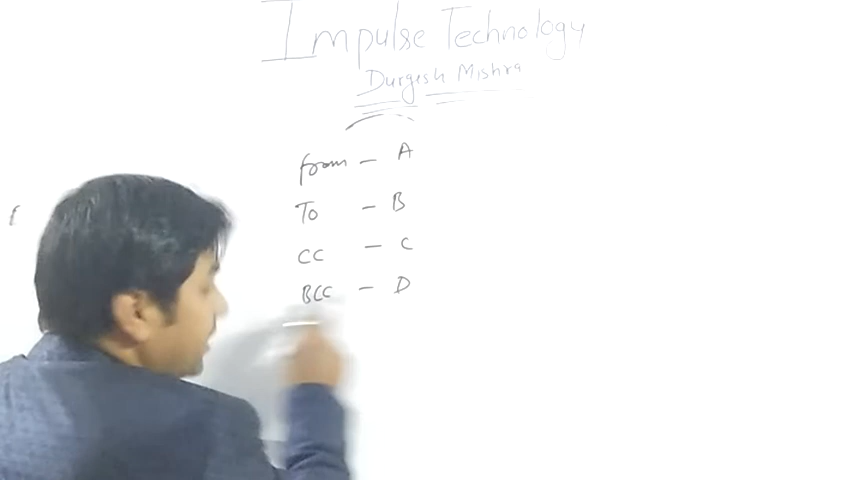 Impulse Technology
Durgesh Mishra
from - A
To - B
CC - C
BCC - D